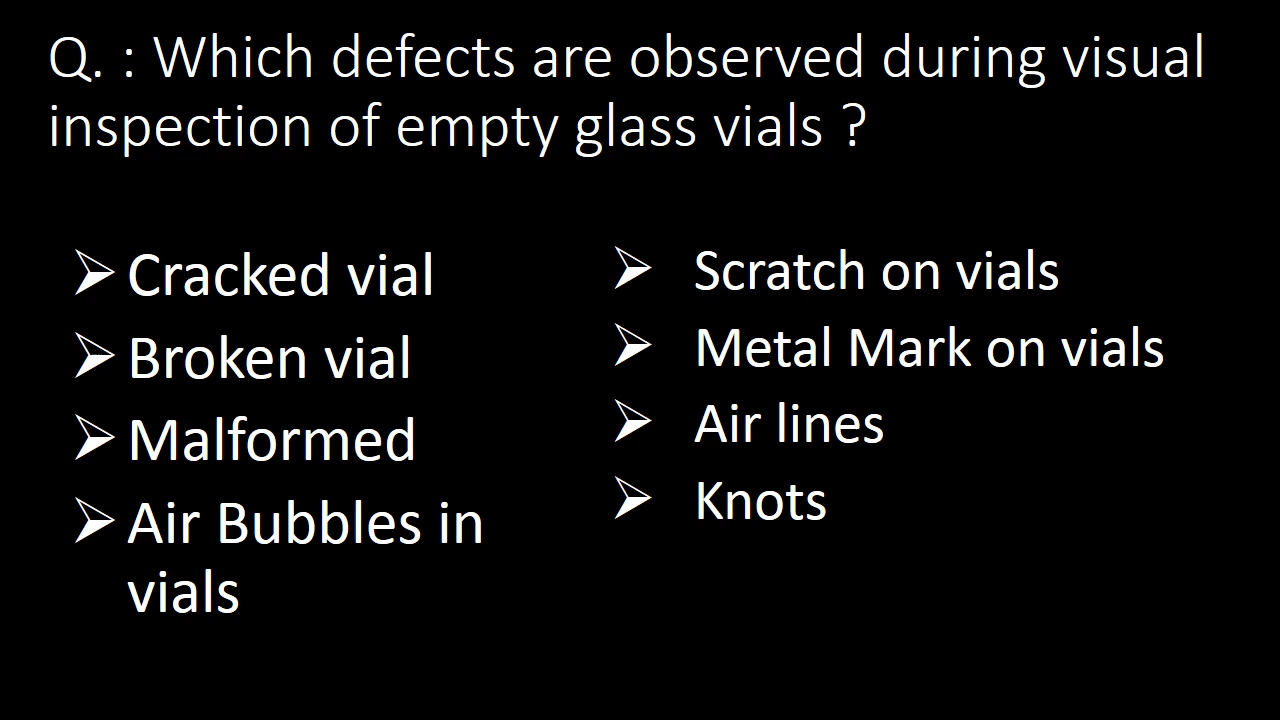 Q. : Which defects are observed during visual
inspection of empty glass vials ?
➢ Cracked vial
➢ Broken vial
➢ Malformed
➢ Air Bubbles in
vials
➢ Scratch on vials
➢ Metal Mark on vials
➢ Air lines
➢ Knots